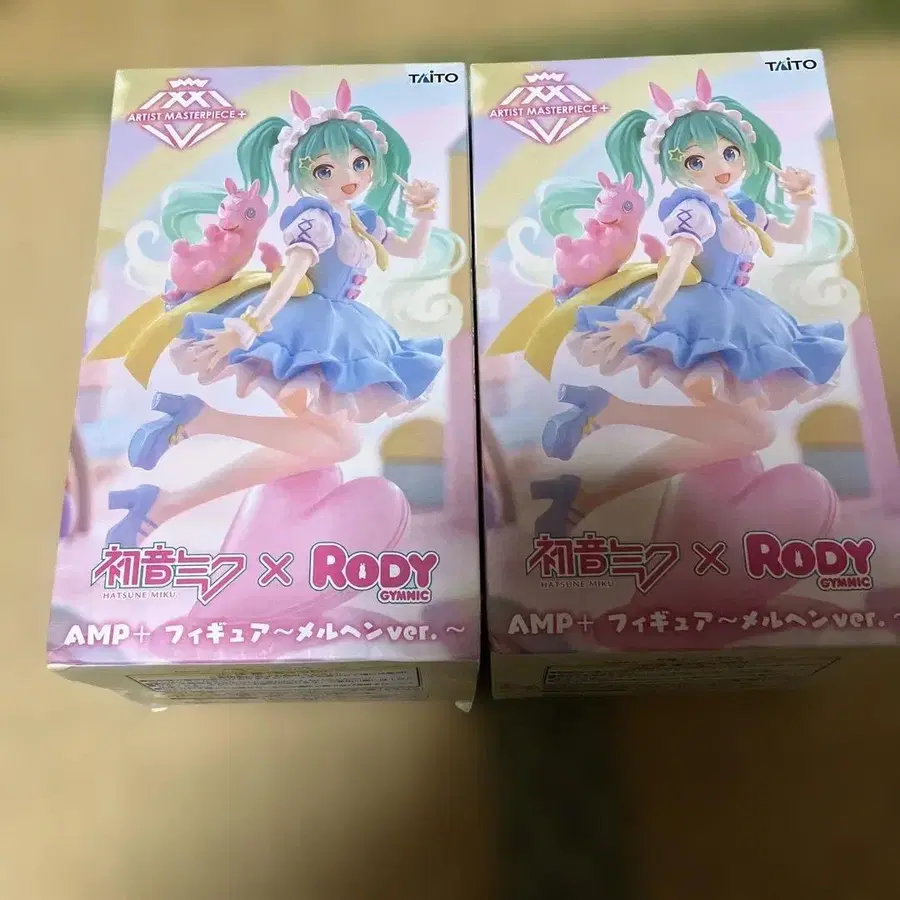 TAITO
ARTIST MASTERPIECE+
初音ミク × RODY
HATSUNE MIKU
GYMNIC
AMP+ フィギュア～メルヘンver.～
TAITO
ARTIST MASTERPIECE+
初音ミク × RODY
HATSUNE MIKU
GYMNIC
AMP+ フィギュア～メルヘンver.～